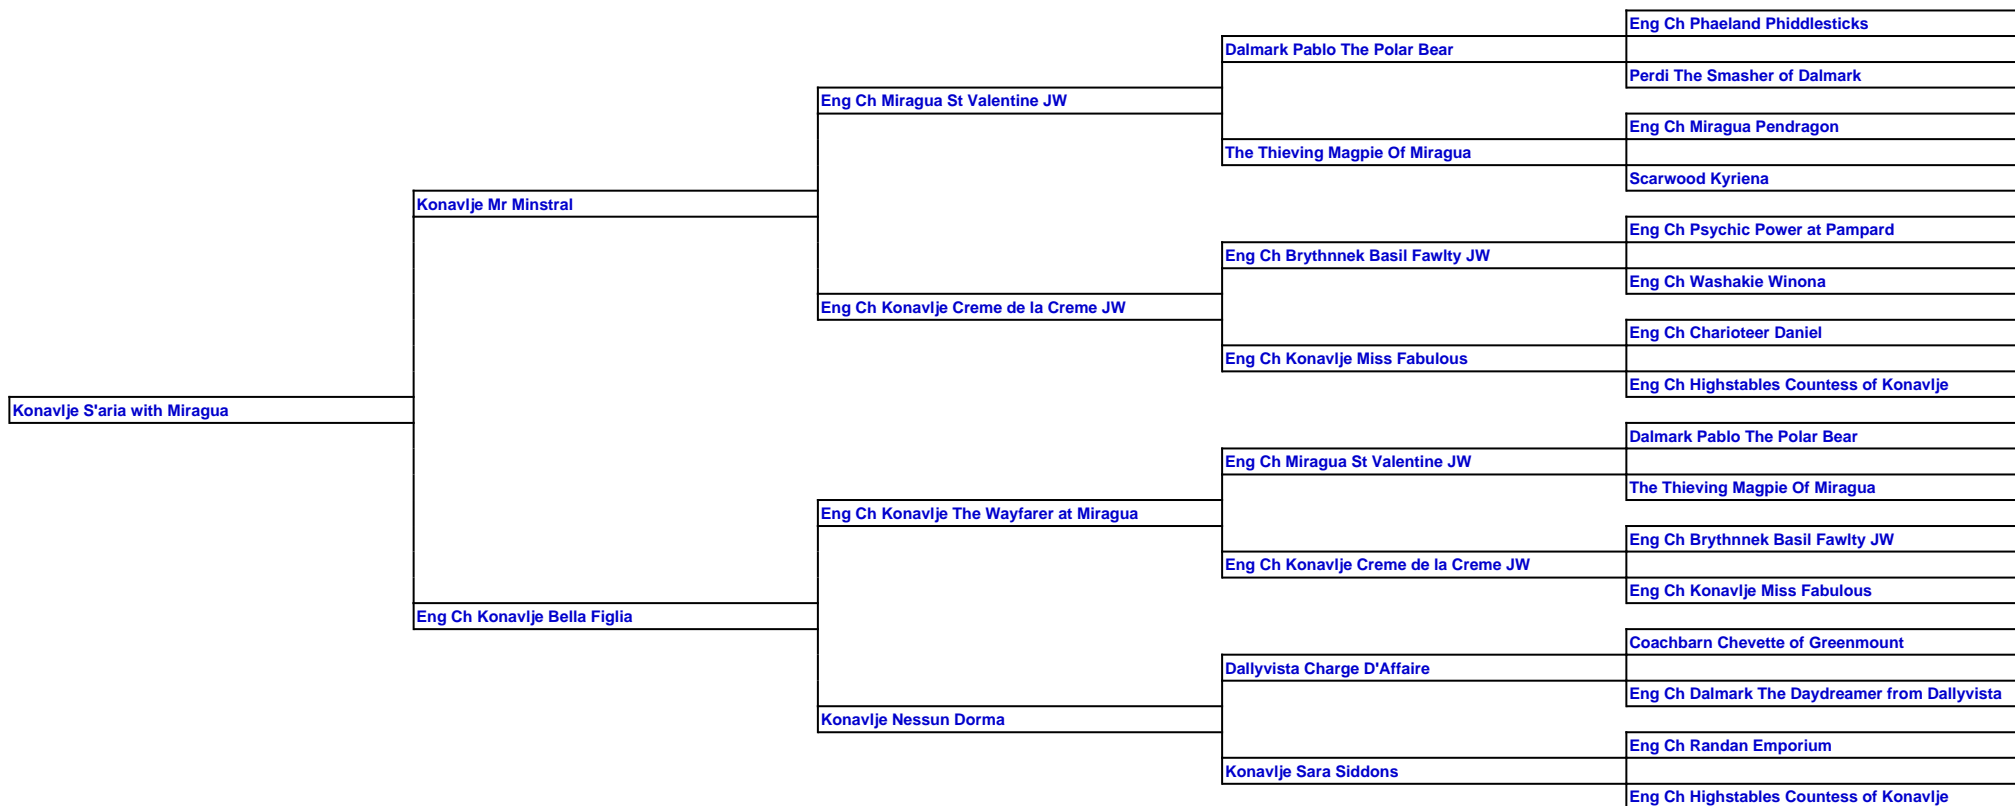 Eng Ch Phaeland Phiddlesticks
Dalmark Pablo The Polar Bear
Perdi The Smasher of Dalmark
Eng Ch Miragua St Valentine JW
Eng Ch Miragua Pendragon
The Thieving Magpie Of Miragua
Scarwood Kyriena
Konavlje Mr Minstral
Eng Ch Psychic Power at Pampard
Eng Ch Brythnnek Basil Fawlty JW
Eng Ch Washakie Winona
Eng Ch Konavlje Creme de la Creme JW
Eng Ch Charioteer Daniel
Eng Ch Konavlje Miss Fabulous
Eng Ch Highstables Countess of Konavlje
Konavlje S'aria with Miragua
Dalmark Pablo The Polar Bear
Eng Ch Miragua St Valentine JW
The Thieving Magpie Of Miragua
Eng Ch Konavlje The Wayfarer at Miragua
Eng Ch Brythnnek Basil Fawlty JW
Eng Ch Konavlje Creme de la Creme JW
Eng Ch Konavlje Miss Fabulous
Eng Ch Konavlje Bella Figlia
Coachbarn Chevette of Greenmount
Dallyvista Charge D'Affaire
Eng Ch Dalmark The Daydreamer from Dallyvista
Konavlje Nessun Dorma
Eng Ch Randan Emporium
Konavlje Sara Siddons
Eng Ch Highstables Countess of Konavlje